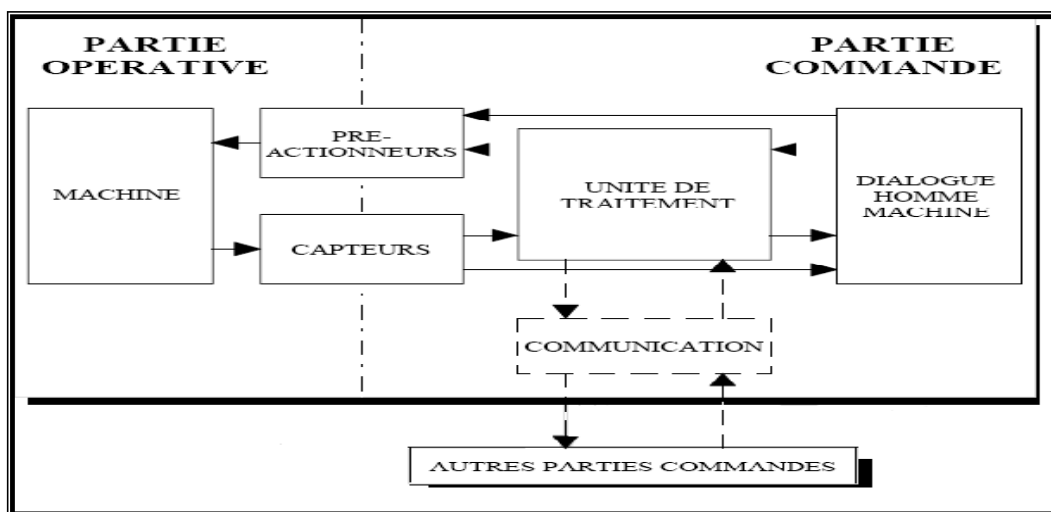 PARTIE
OPERATIVE
PARTIE
COMMANDE
MACHINE
PRE-
ACTIONNEURS
CAPTEURS
UNITE DE
TRAITEMENT
DIALOGUE
HOMME
MACHINE
COMMUNICATION
AUTRES PARTIES COMMANDES